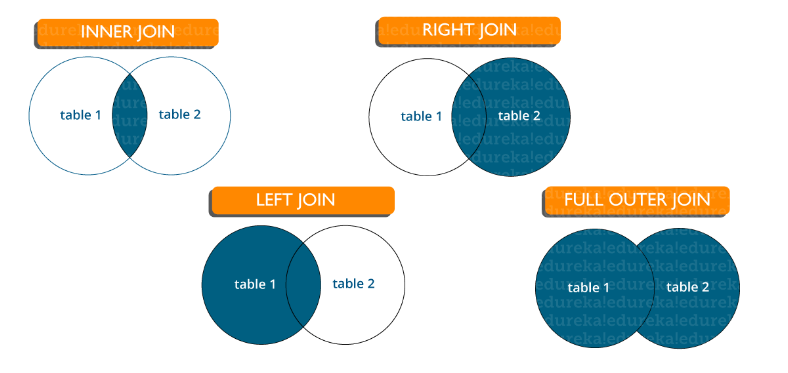 INNER JOIN
table 1
table 2
RIGHT JOIN
table 1
table 2
LEFT JOIN
table 1
table 2
FULL OUTER JOIN
table 1
table 2
edureka!